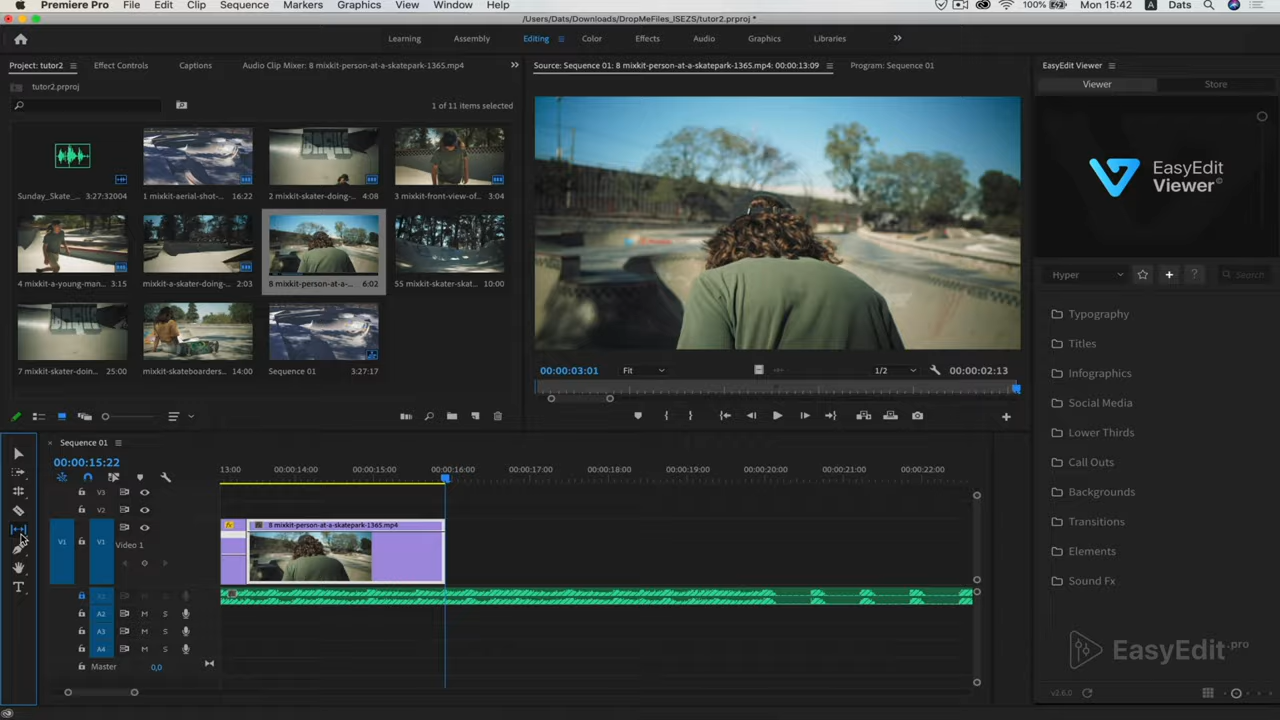 Premiere Pro File Edit Clip Sequence Markers Graphics View Window Help 100% Mon 15:42 A Dats
/Users/Dats/Downloads/DropMeFiles_ISEZS/tutor2.prproj *
Learning Assembly Editing Color Effects Audio Graphics Libraries
Project: tutor2 Effect Controls Captions Audio Clip Mixer: 8 mixkit-person-at-a-skatepark-1365.mp4
Source: Sequence 01: 8 mixkit-person-at-a-skatepark-1365.mp4: 00:00:13:09 Program: Sequence 01
EasyEdit Viewer
tutor2.prproj
Viewer Store
1 of 11 items selected
EasyEdit
Viewer
Sunday_Skate_... 3:27:32004 1 mixkit-aerial-shot-... 16:22 2 mixkit-skater-doing-... 4:08 3 mixkit-front-view-of... 3:04
4 mixkit-a-young-man... 3:15 mixkit-a-skater-doing-... 2:03 8 mixkit-person-at-a-... 6:02 55 mixkit-skater-skat... 10:00
7 mixkit-skater-doin... 25:00 mixkit-skateboarders... 14:00 Sequence 01 3:27:17
00:00:03:01 Fit 1/2 00:00:02:13
Hyper ? Search
Typography
Titles
Infographics
Social Media
Lower Thirds
Call Outs
Backgrounds
Transitions
Elements
Sound Fx
EasyEdit.pro
v2.6.0
Sequence 01
00:00:15:22
13:00 00:00:14:00 00:00:15:00 00:00:16:00 00:00:17:00 00:00:18:00 00:00:19:00 00:00:20:00 00:00:21:00 00:00:22:00
V3
V2
fx 8 mixkit-person-at-a-skatepark-1365.mp4
V1 V1 Video 1
T
A1
A2 M S
A3 M S
A4 M S
Master 0,0